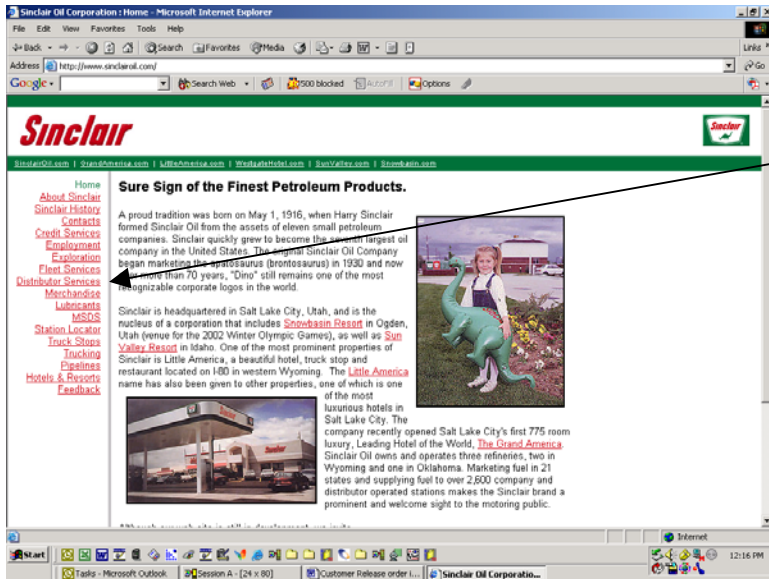 Sinclair Oil Corporation : Home - Microsoft Internet Explorer
File Edit View Favorites Tools Help
Back Search Favorites Media Links
Address http://www.sinclairoil.com/ Go
Google Search Web 500 blocked AutoFill Options
Sinclair
Sinclair
SinclairOil.com | GrandAmerica.com | LittleAmerica.com | WestgateHotel.com | SunValley.com | Snowbasin.com
Home
About Sinclair
Sinclair History
Contacts
Credit Services
Employment
Exploration
Fleet Services
Distributor Services
Merchandise
Lubricants
MSDS
Station Locator
Truck Stops
Trucking
Pipelines
Hotels & Resorts
Feedback
Sure Sign of the Finest Petroleum Products.
A proud tradition was born on May 1, 1916, when Harry Sinclair
formed Sinclair Oil from the assets of eleven small petroleum
companies. Sinclair quickly grew to become the seventh largest oil
company in the United States. The original Sinclair Oil Company
began marketing the apatosaurus (brontosaurus) in 1930 and now
more than 70 years, "Dino" still remains one of the most
recognizable corporate logos in the world.
Sinclair is headquartered in Salt Lake City, Utah, and is the
nucleus of a corporation that includes Snowbasin Resort in Ogden,
Utah (venue for the 2002 Winter Olympic Games), as well as Sun
Valley Resort in Idaho. One of the most prominent properties of
Sinclair is Little America, a beautiful hotel, truck stop and
restaurant located on I-80 in western Wyoming. The Little America
name has also been given to other properties, one of which is one
of the most
luxurious hotels in
Salt Lake City. The
company recently opened Salt Lake City's first 775 room
luxury, Leading Hotel of the World, The Grand America.
Sinclair Oil owns and operates three refineries, two in
Wyoming and one in Oklahoma. Marketing fuel in 21
states and supplying fuel to over 2,600 company and
distributor operated stations makes the Sinclair brand a
prominent and welcome sight to the motoring public.
Although our web site is still in development, we invite
Internet
Start 12:16 PM
Tasks - Microsoft Outlook Session A - [24 x 80] Customer Release order i... Sinclair Oil Corporatio...